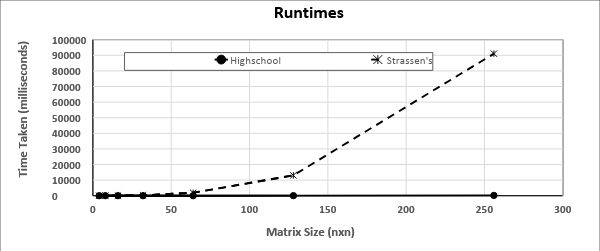 Runtimes
Time Taken (milliseconds)
100000
90000
80000
70000
60000
50000
40000
30000
20000
10000
0
Highschool
Strassen's
0 50 100 150 200 250 300
Matrix Size (nxn)